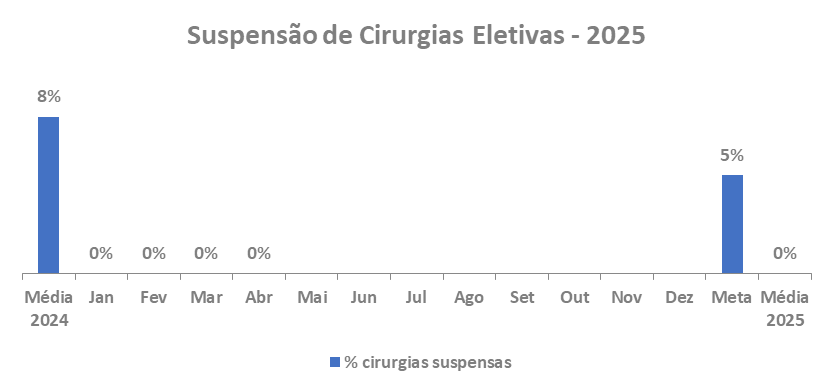 Suspensão de Cirurgias Eletivas - 2025
8%
0%
0%
0%
0%
5%
0%
Média 2024
Jan
Fev
Mar
Abr
Mai
Jun
Jul
Ago
Set
Out
Nov
Dez
Meta
Média 2025
% cirurgias suspensas